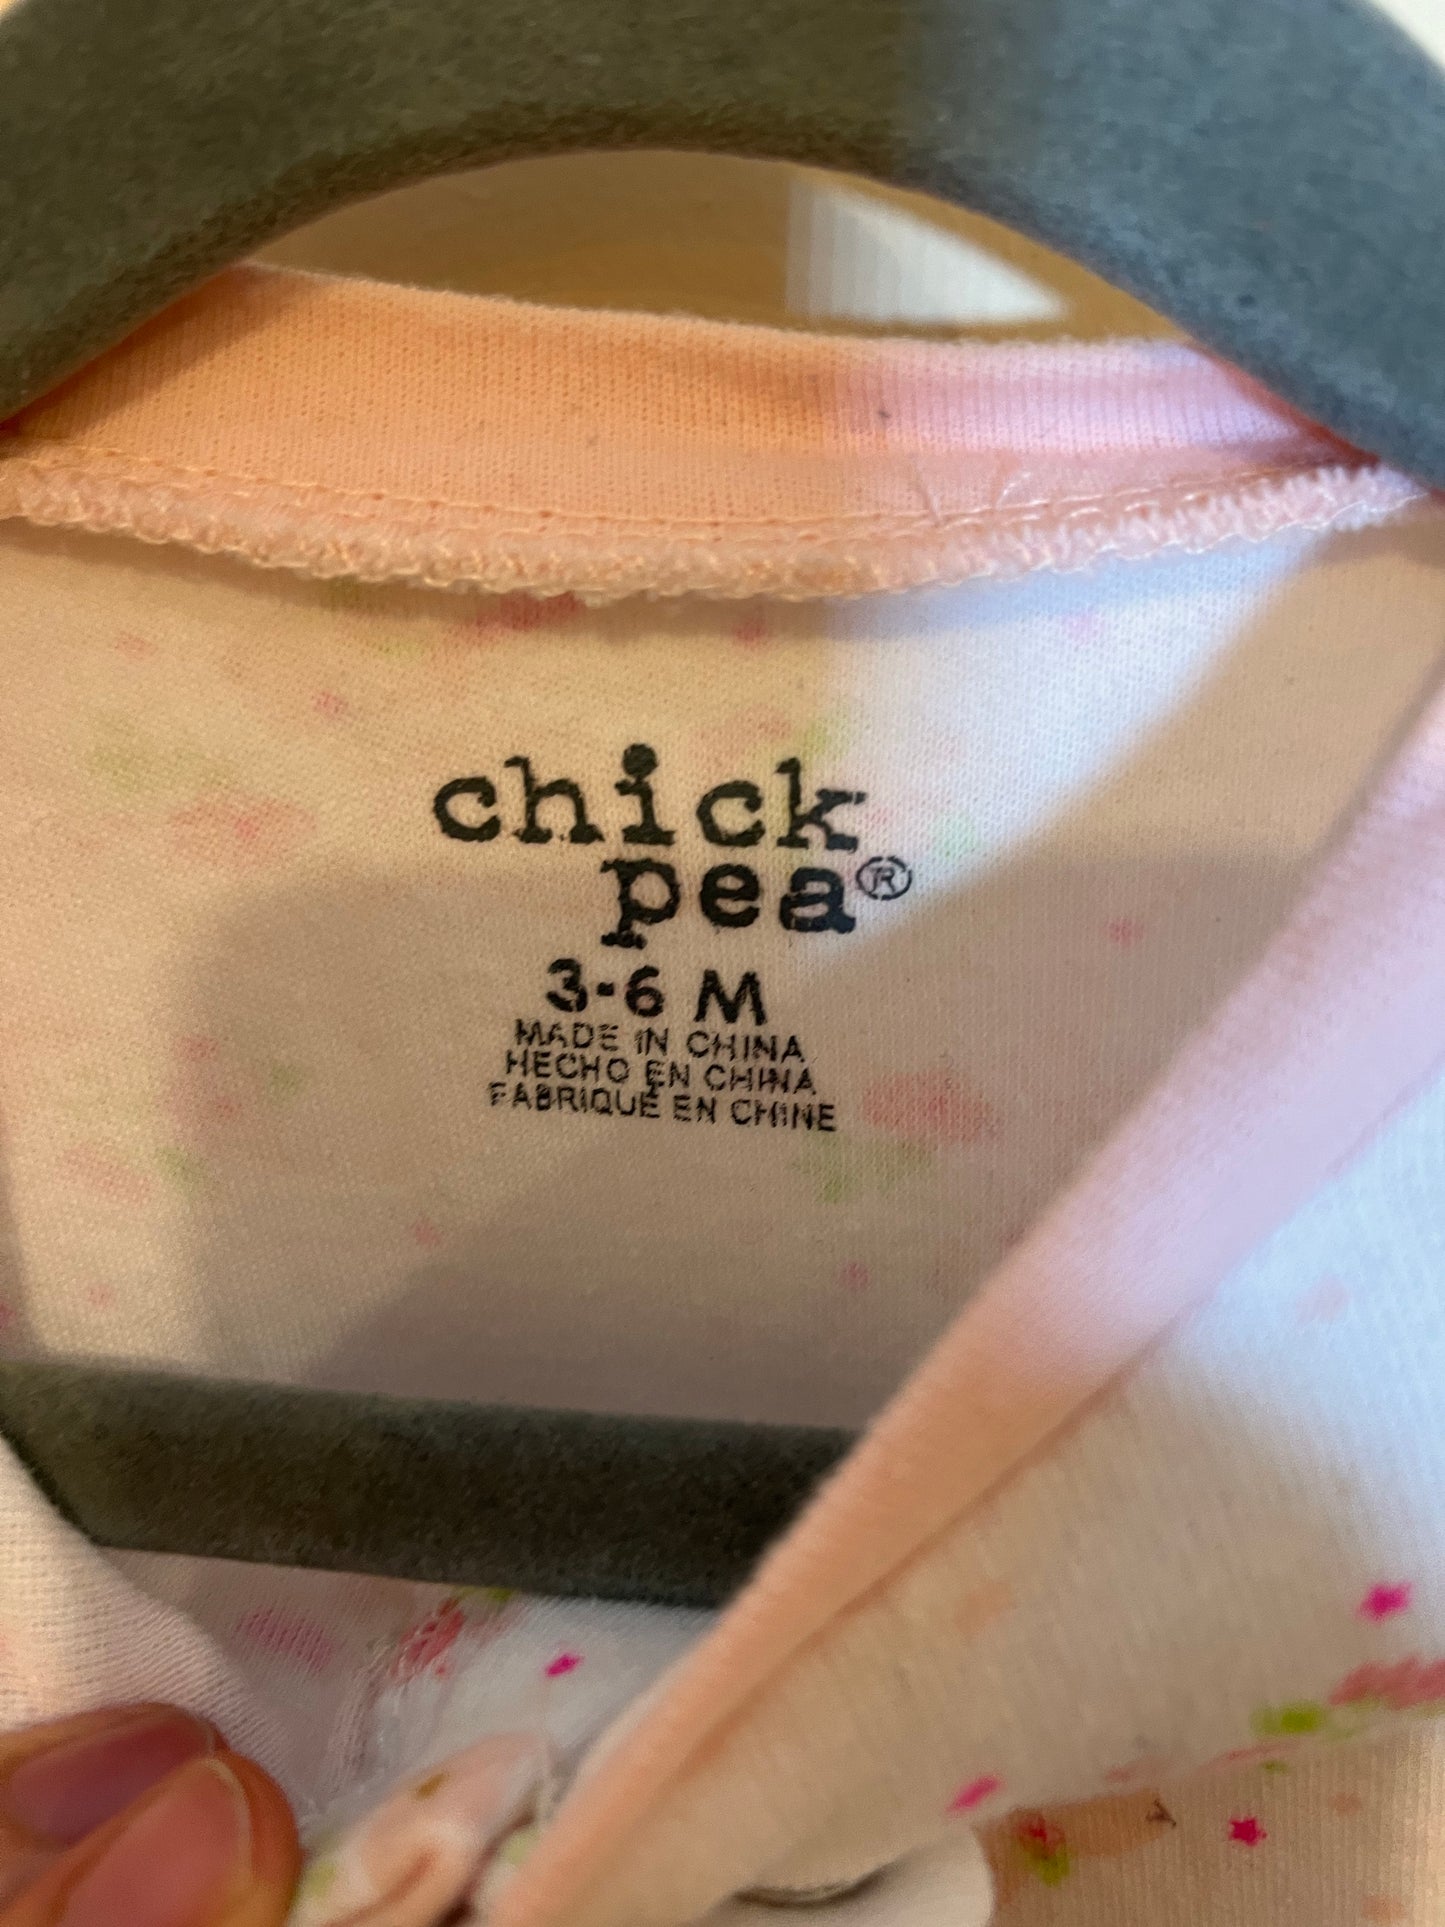 chick
pea®
3-6 M
MADE IN CHINA
HECHO EN CHINA
FABRIQUÉ EN CHINE